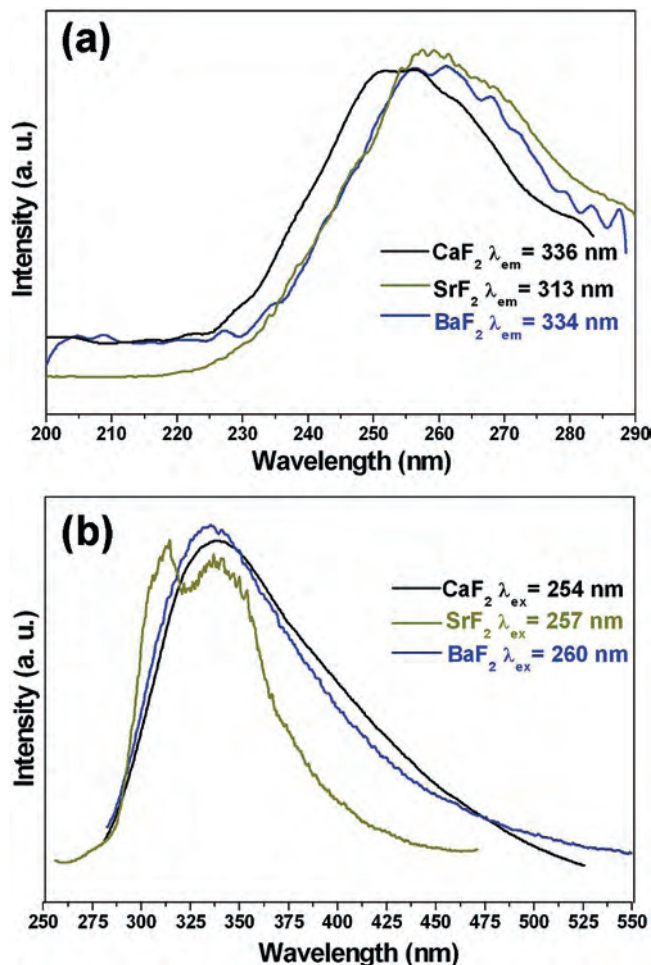 (a)
Intensity (a. u.)
CaF₂ λem = 336 nm
SrF₂ λem = 313 nm
BaF₂ λem = 334 nm
200 210 220 230 240 250 260 270 280 290
Wavelength (nm)
(b)
Intensity (a. u.)
CaF₂ λex = 254 nm
SrF₂ λex = 257 nm
BaF₂ λex = 260 nm
250 275 300 325 350 375 400 425 450 475 500 525 550
Wavelength (nm)